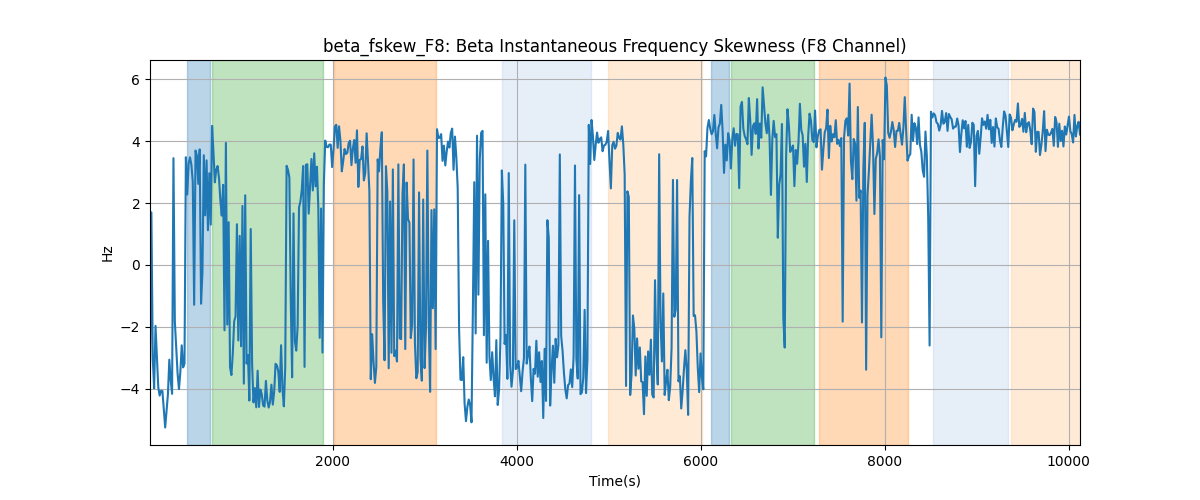 beta_fskew_F8: Beta Instantaneous Frequency Skewness (F8 Channel)
6
4
2
0
−2
−4
Hz
2000 4000 6000 8000 10000
Time(s)